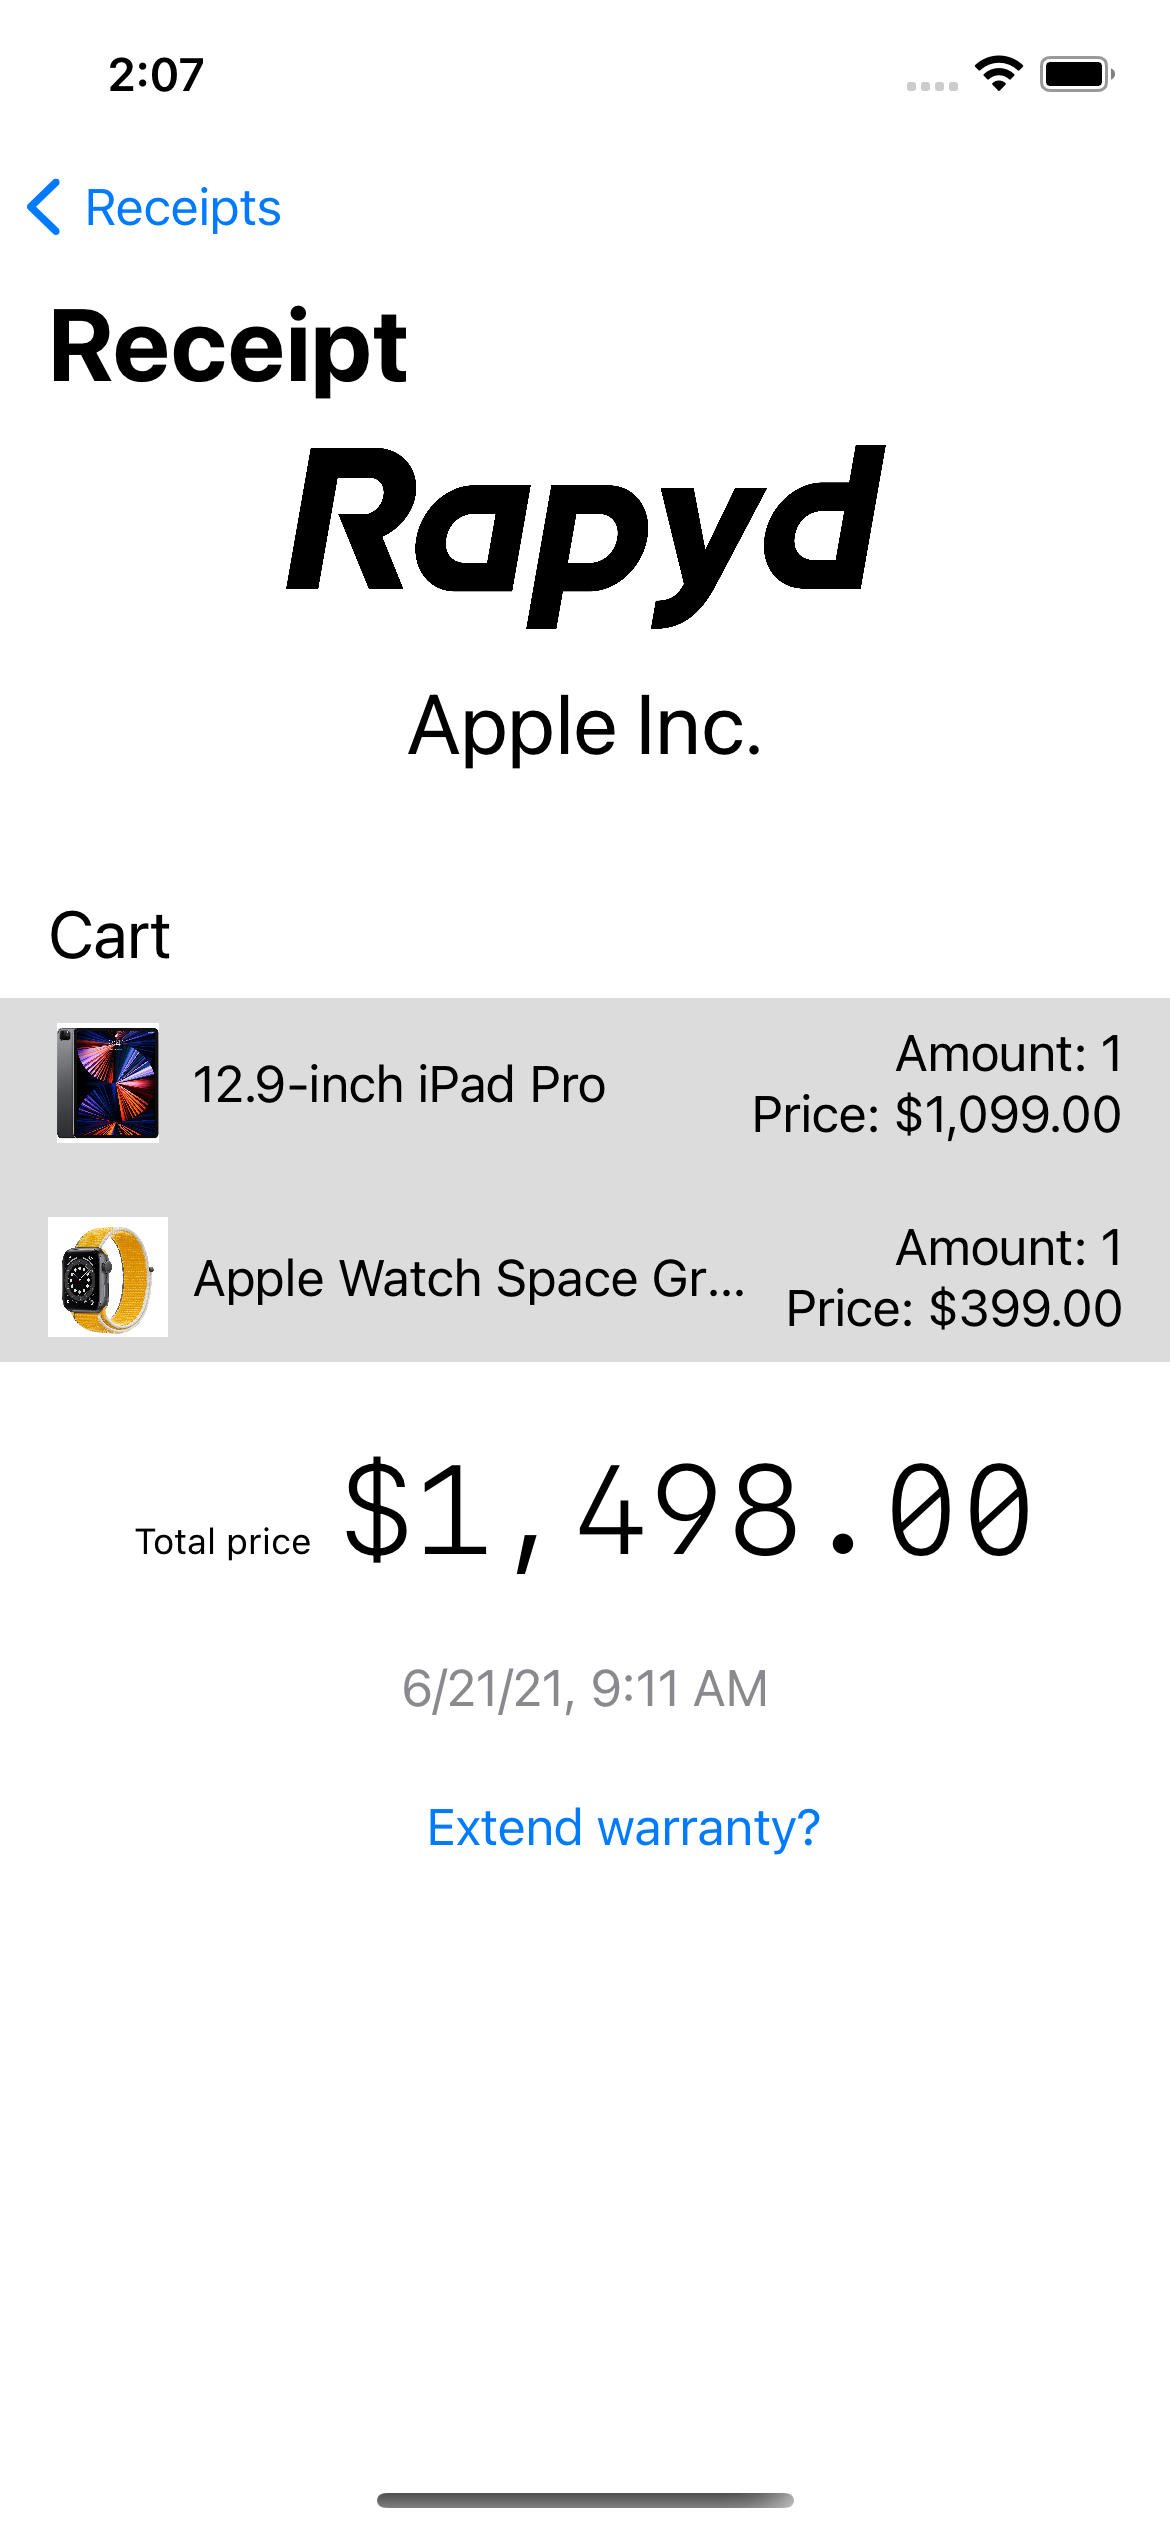 2:07
Receipts
Receipt
Rapyd
Apple Inc.
Cart
12.9-inch iPad Pro
Amount: 1
Price: $1,099.00
Apple Watch Space Gr...
Amount: 1
Price: $399.00
Total price $1,498.00
6/21/21, 9:11 AM
Extend warranty?